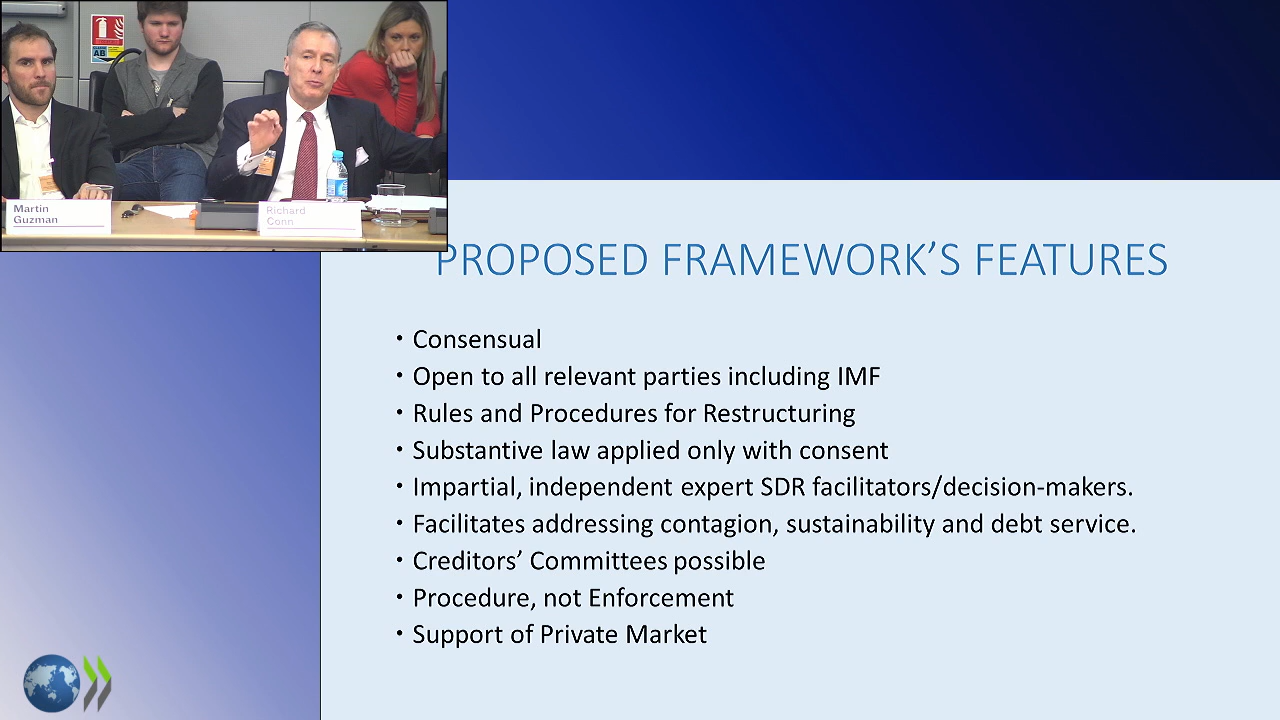 AB
Martin
Guzman
Richard
Conn
PROPOSED FRAMEWORK’S FEATURES
• Consensual
• Open to all relevant parties including IMF
• Rules and Procedures for Restructuring
• Substantive law applied only with consent
• Impartial, independent expert SDR facilitators/decision-makers.
• Facilitates addressing contagion, sustainability and debt service.
• Creditors’ Committees possible
• Procedure, not Enforcement
• Support of Private Market